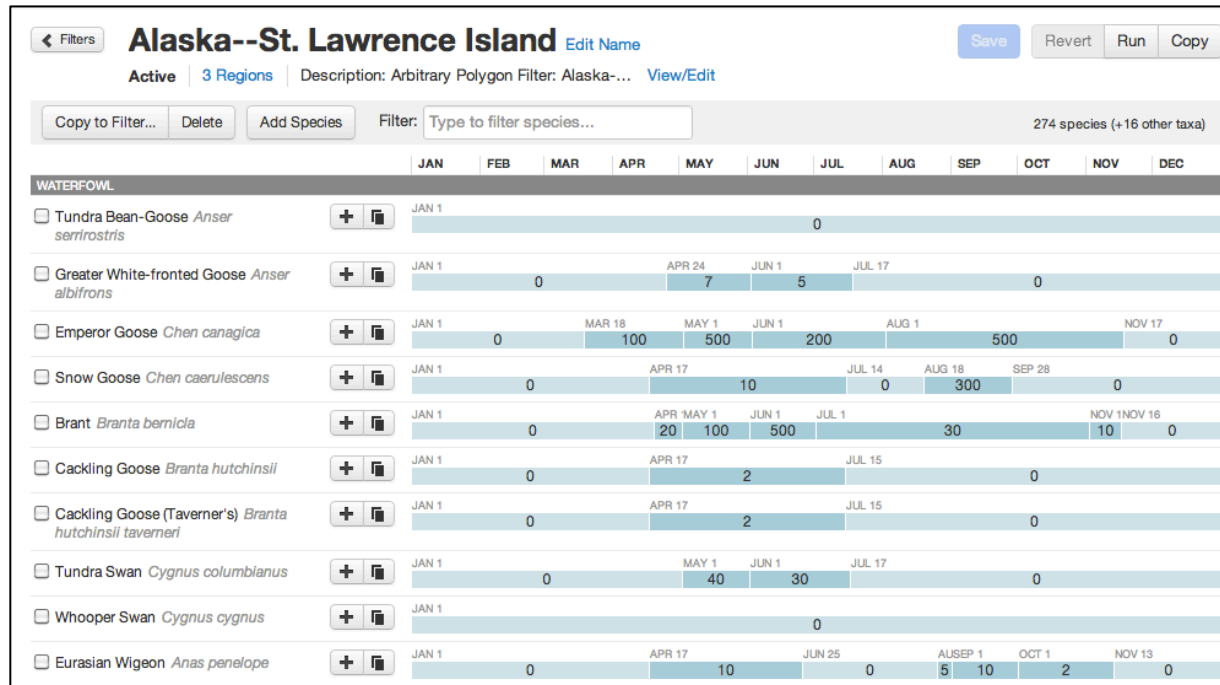 Filters Alaska--St. Lawrence Island Edit Name Save Revert Run Copy
Active 3 Regions Description: Arbitrary Polygon Filter: Alaska-... View/Edit
Copy to Filter... Delete Add Species Filter: Type to filter species... 274 species (+16 other taxa)
JAN FEB MAR APR MAY JUN JUL AUG SEP OCT NOV DEC
WATERFOWL
Tundra Bean-Goose Anser serrirostris
JAN 1
0
Greater White-fronted Goose Anser albifrons
JAN 1 APR 24 JUN 1 JUL 17
0 7 5 0
Emperor Goose Chen canagica
JAN 1 MAR 18 MAY 1 JUN 1 AUG 1 NOV 17
0 100 500 200 500 0
Snow Goose Chen caerulescens
JAN 1 APR 17 JUL 14 AUG 18 SEP 28
0 10 0 300 0
Brant Branta bernicla
JAN 1 APR MAY 1 JUN 1 JUL 1 NOV 1 NOV 16
0 20 100 500 30 10 0
Cackling Goose Branta hutchinsii
JAN 1 APR 17 JUL 15
0 2 0
Cackling Goose (Taverner's) Branta hutchinsii taverneri
JAN 1 APR 17 JUL 15
0 2 0
Tundra Swan Cygnus columbianus
JAN 1 MAY 1 JUN 1 JUL 17
0 40 30 0
Whooper Swan Cygnus cygnus
JAN 1
0
Eurasian Wigeon Anas penelope
JAN 1 APR 17 JUN 25 AU SEP 1 OCT 1 NOV 13
0 10 0 5 10 2 0